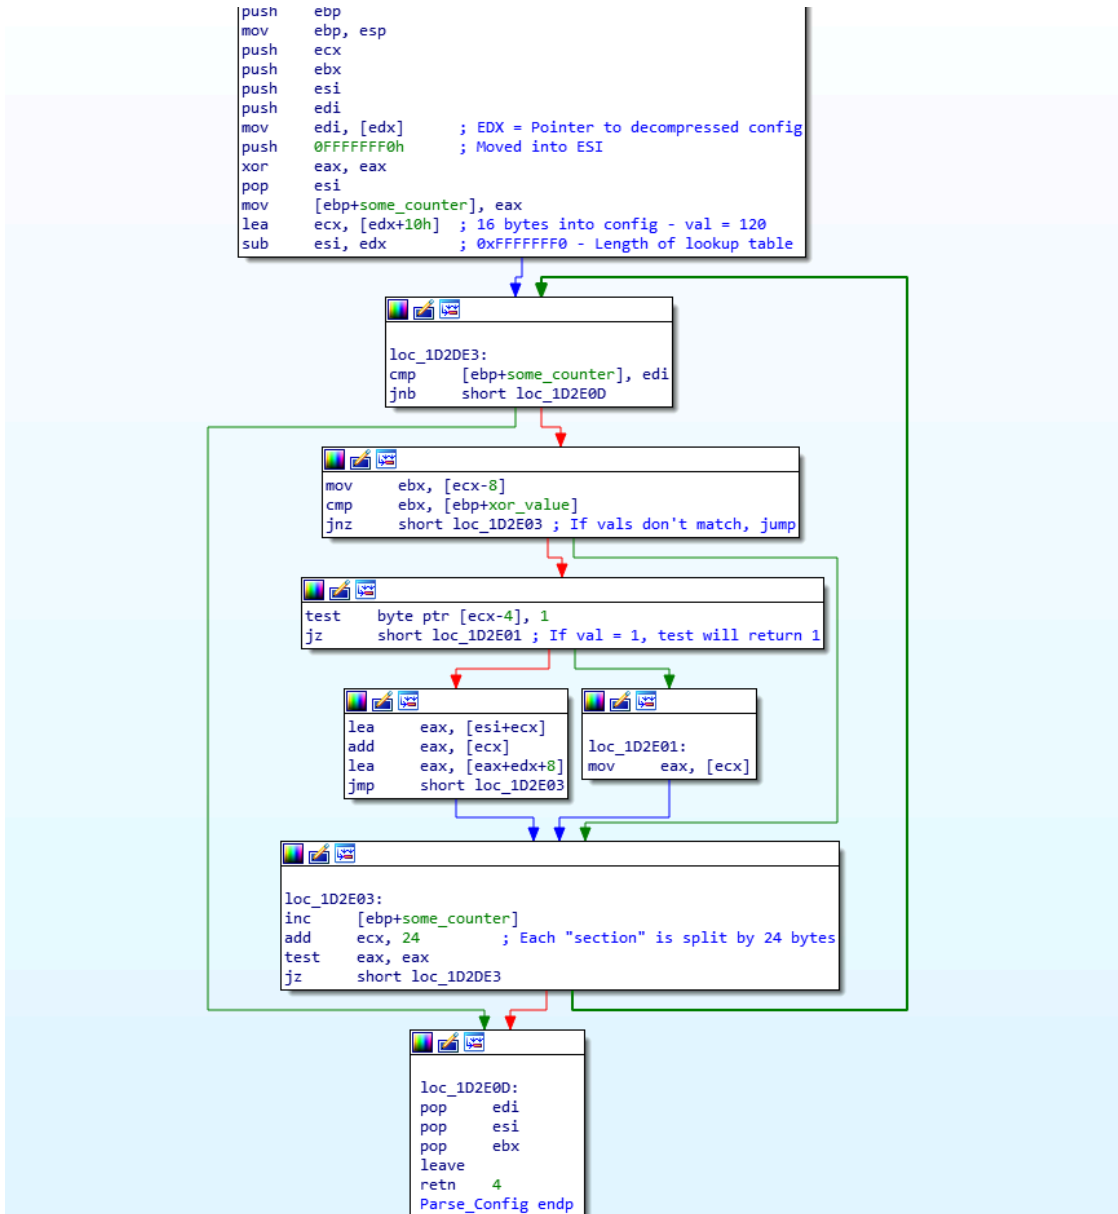 push ebp
mov ebp, esp
push ecx
push ebx
push esi
push edi
mov edi, [edx] ; EDX = Pointer to decompressed config
push 0FFFFFFF0h ; Moved into ESI
xor eax, eax
pop esi
mov [ebp+some_counter], eax
lea ecx, [edx+10h] ; 16 bytes into config - val = 120
sub esi, edx ; 0xFFFFFFF0 - Length of lookup table
loc_1D2DE3:
cmp [ebp+some_counter], edi
jnb short loc_1D2E0D
mov ebx, [ecx-8]
cmp ebx, [ebp+xor_value]
jnz short loc_1D2E03 ; If vals don't match, jump
test byte ptr [ecx-4], 1
jz short loc_1D2E01 ; If val = 1, test will return 1
lea eax, [esi+ecx]
add eax, [ecx]
lea eax, [eax+edx+8]
jmp short loc_1D2E03
loc_1D2E01:
mov eax, [ecx]
loc_1D2E03:
inc [ebp+some_counter]
add ecx, 24 ; Each "section" is split by 24 bytes
test eax, eax
jz short loc_1D2DE3
loc_1D2E0D:
pop edi
pop esi
pop ebx
leave
retn 4
Parse_Config endp